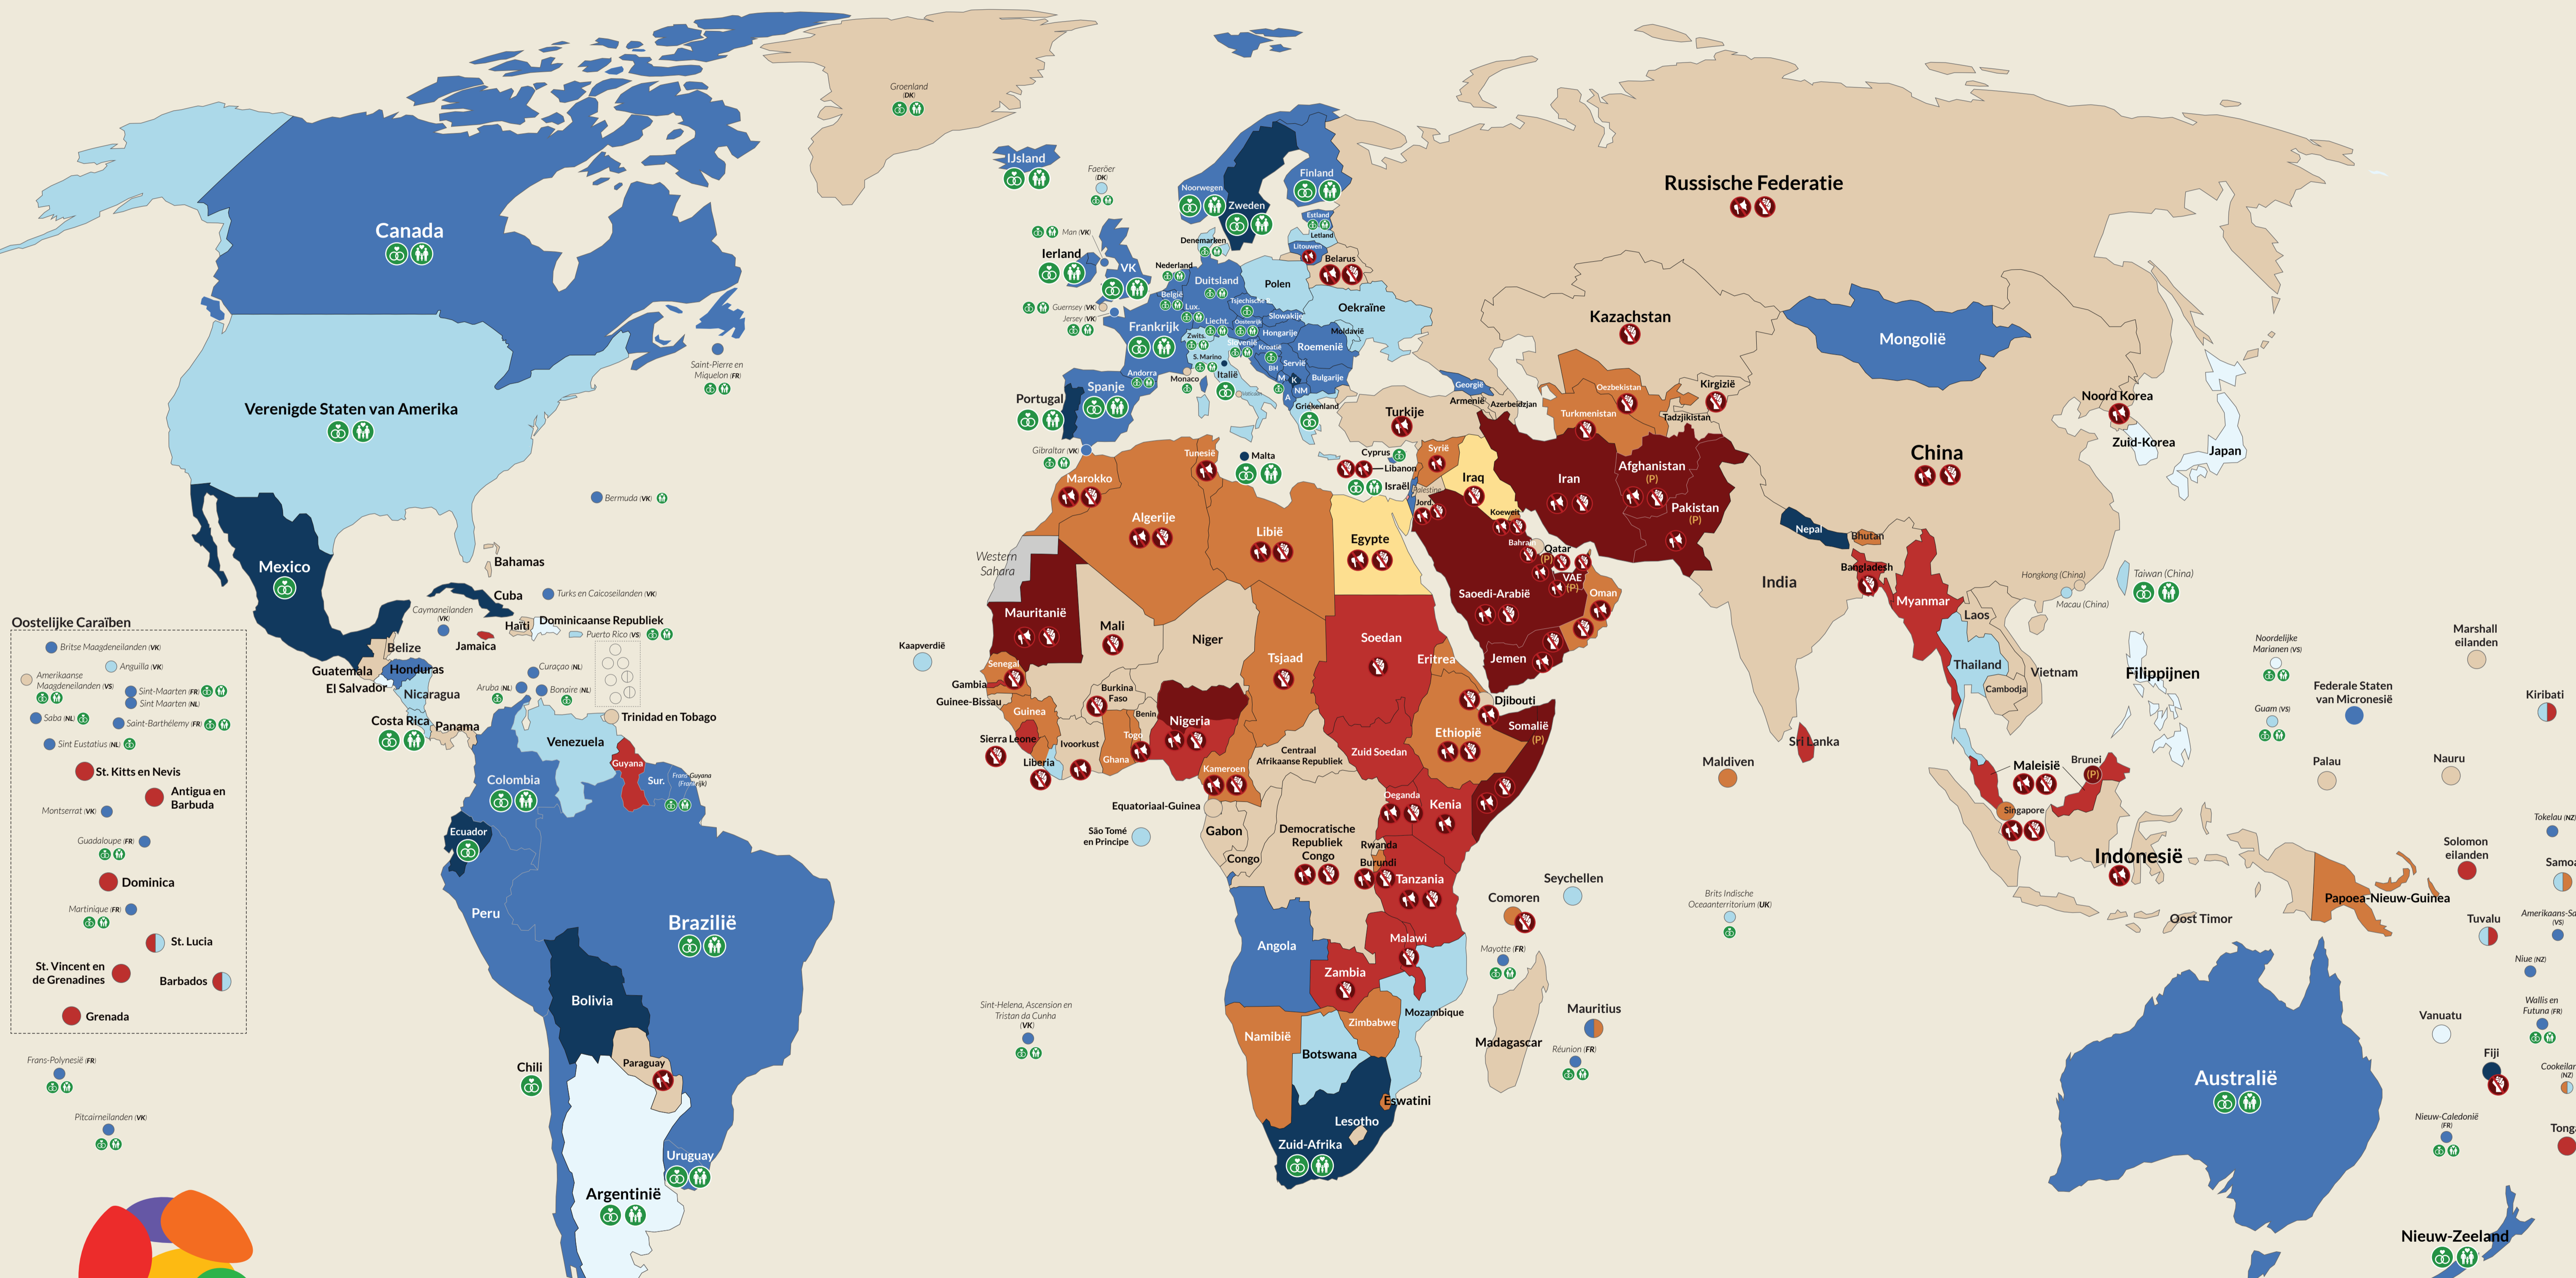 Groenland
(DK)
IJsland
Faeröer
(DK)
Noorwegen
Zweden
Finland
Estland
Letland
Litouwen
Belarus
Russische Federatie
Canada
Man (VK)
Ierland
VK
Denemarken
Nederland
Duitsland
Polen
België
Lux.
Tsjechische R.
Oekraïne
Guernsey (VK)
Jersey (VK)
Frankrijk
Liecht.
Oostenrijk
Slowakije
Hongarije
Moldavië
Zwits.
Slovenië
Kroatië
Roemenië
S. Marino
Servië
BH
Andorra
Monaco
Italië
M
K
Bulgarije
NM
A
Griekenland
Spanje
Portugal
Gibraltar (VK)
Malta
Saint-Pierre en
Miquelon (FR)
Verenigde Staten van Amerika
Bermuda (VK)
Kazachstan
Mongolië
Georgië
Armenië
Azerbeidzjan
Turkije
Oezbekistan
Turkmenistan
Kirgizië
Tadzjikistan
Noord Korea
Zuid-Korea
Japan
China
Cyprus
Libanon
Israël
Palestina
Syrië
Jord.
Iraq
Koeweit
Iran
Afghanistan
(P)
Pakistan
(P)
Bahrain
Qatar
(P)
VAE
(P)
Oman
Saoedi-Arabië
Jemen
Nepal
Bhutan
Bangladesh
India
Myanmar
Laos
Thailand
Vietnam
Cambodja
Hongkong (China)
Macau (China)
Taiwan (China)
Filippijnen
Sri Lanka
Maldiven
Maleisië
Brunei
(P)
Singapore
Indonesië
Oost Timor
Papoea-Nieuw-Guinea
Mexico
Bahamas
Cuba
Turks en Caicoseilanden (VK)
Caymaneilanden
(VK)
Haïti
Dominicaanse Republiek
Puerto Rico (VS)
Jamaica
Belize
Guatemala
Honduras
El Salvador
Nicaragua
Costa Rica
Panama
Curaçao (NL)
Aruba (NL)
Bonaire (NL)
Trinidad en Tobago
Venezuela
Guyana
Sur.
Frans-Guyana
(Frankrijk)
Colombia
Ecuador
Peru
Brazilië
Bolivia
Paraguay
Chili
Uruguay
Argentinië
Oostelijke Caraïben
Britse Maagdeneilanden (VK)
Anguilla (VK)
Amerikaanse
Maagdeneilanden (VS)
Sint-Maarten (FR)
Sint Maarten (NL)
Saba (NL)
Saint-Barthélemy (FR)
Sint Eustatius (NL)
St. Kitts en Nevis
Antigua en
Barbuda
Montserrat (VK)
Guadaloupe (FR)
Dominica
Martinique (FR)
St. Lucia
St. Vincent en
de Grenadines
Barbados
Grenada
Frans-Polynesië (FR)
Pitcairneilanden (VK)
Marokko
Tunesië
Algerije
Libië
Egypte
Western
Sahara
Mauritanië
Mali
Niger
Tsjaad
Soedan
Eritrea
Djibouti
Kaapverdië
Senegal
Gambia
Guinee-Bissau
Guinea
Sierra Leone
Liberia
Ivoorkust
Burkina
Faso
Ghana
Togo
Benin
Nigeria
Kameroen
Centraal
Afrikaanse Republiek
Zuid Soedan
Ethiopië
Somalië
(P)
Equatoriaal-Guinea
São Tomé
en Principe
Gabon
Congo
Democratische
Republiek
Congo
Oeganda
Kenia
Rwanda
Burundi
Tanzania
Angola
Zambia
Malawi
Mozambique
Namibië
Botswana
Zimbabwe
Zuid-Afrika
Lesotho
Eswatini
Madagascar
Comoren
Mayotte (FR)
Seychellen
Mauritius
Réunion (FR)
Sint-Helena, Ascension en
Tristan da Cunha
(VK)
Brits Indische
Oceaanterritorium (UK)
Noordelijke
Marianen (VS)
Guam (VS)
Marshall
eilanden
Federale Staten
van Micronesië
Kiribati
Palau
Nauru
Tokelau (NZ)
Solomon
eilanden
Samoa
Tuvalu
Amerikaans-Sa
(VS)
Niue (NZ)
Wallis en
Futuna (FR)
Vanuatu
Fiji
Cookeilan
(NZ)
Nieuw-Caledonië
(FR)
Tonga
Australië
Nieuw-Zeeland